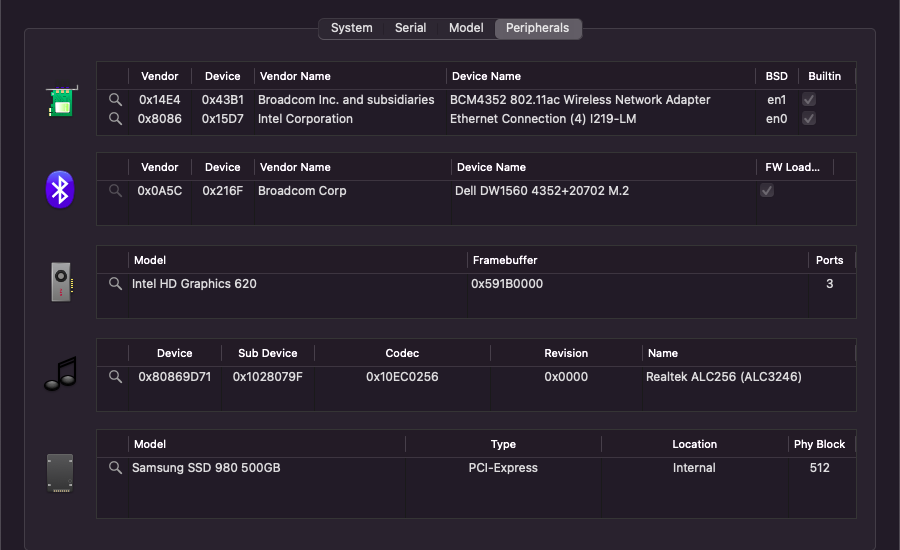 System Serial Model Peripherals
Vendor Device Vendor Name Device Name BSD Builtin
0x14E4 0x43B1 Broadcom Inc. and subsidiaries BCM4352 802.11ac Wireless Network Adapter en1
0x8086 0x15D7 Intel Corporation Ethernet Connection (4) I219-LM en0
Vendor Device Vendor Name Device Name FW Load...
0x0A5C 0x216F Broadcom Corp Dell DW1560 4352+20702 M.2
Model Framebuffer Ports
Intel HD Graphics 620 0x591B0000 3
Device Sub Device Codec Revision Name
0x80869D71 0x1028079F 0x10EC0256 0x0000 Realtek ALC256 (ALC3246)
Model Type Location Phy Block
Samsung SSD 980 500GB PCI-Express Internal 512